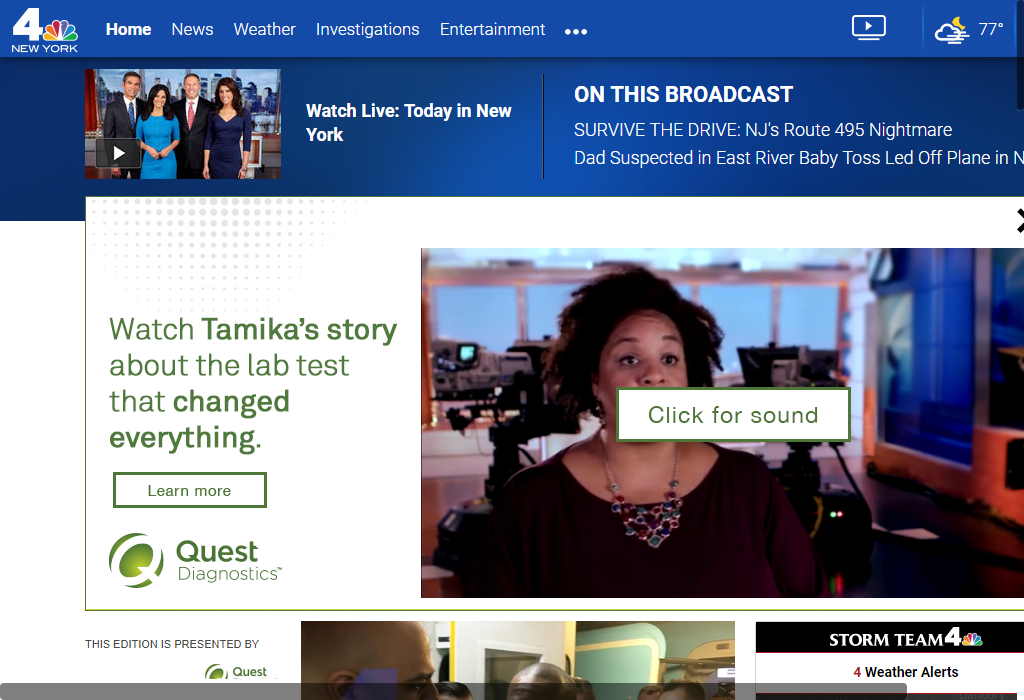 4
NEW YORK
Home News Weather Investigations Entertainment
77°
Watch Live: Today in New
York
ON THIS BROADCAST
SURVIVE THE DRIVE: NJ's Route 495 Nightmare
Dad Suspected in East River Baby Toss Led Off Plane in N
Watch Tamika's story
about the lab test
that changed
everything.
Learn more
Quest
Diagnostics™
Click for sound
THIS EDITION IS PRESENTED BY
Quest
STORM TEAM 4
4 Weather Alerts